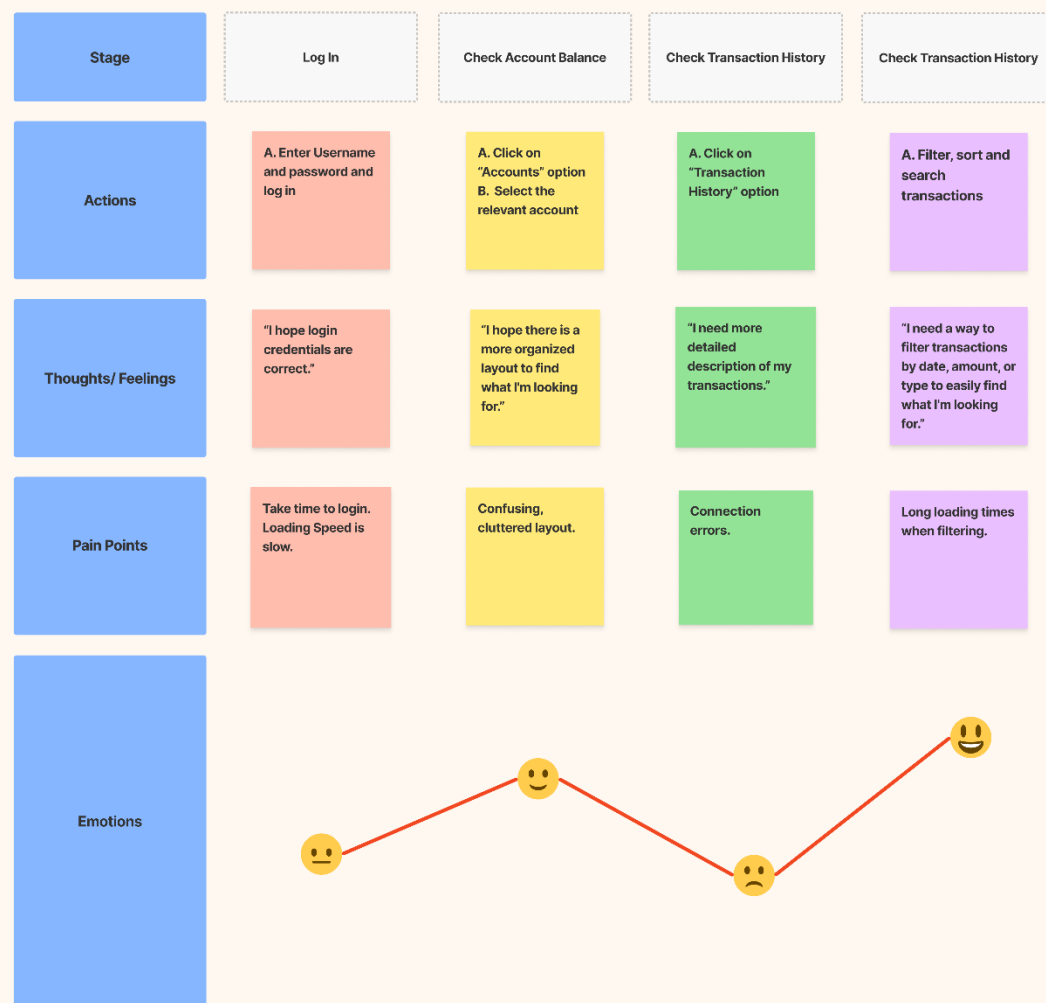 Stage
Log In
Check Account Balance
Check Transaction History
Check Transaction History
Actions
A. Enter Username
and password and
log in
A. Click on
“Accounts” option
B. Select the
relevant account
A. Click on
“Transaction
History” option
A. Filter, sort and
search
transactions
Thoughts/ Feelings
“I hope login
credentials are
correct.”
“I hope there is a
more organized
layout to find
what I'm looking
for.”
“I need more
detailed
description of my
transactions.”
“I need a way to
filter transactions
by date, amount, or
type to easily find
what I'm looking
for.”
Pain Points
Take time to login.
Loading Speed is
slow.
Confusing,
cluttered layout.
Connection
errors.
Long loading times
when filtering.
Emotions